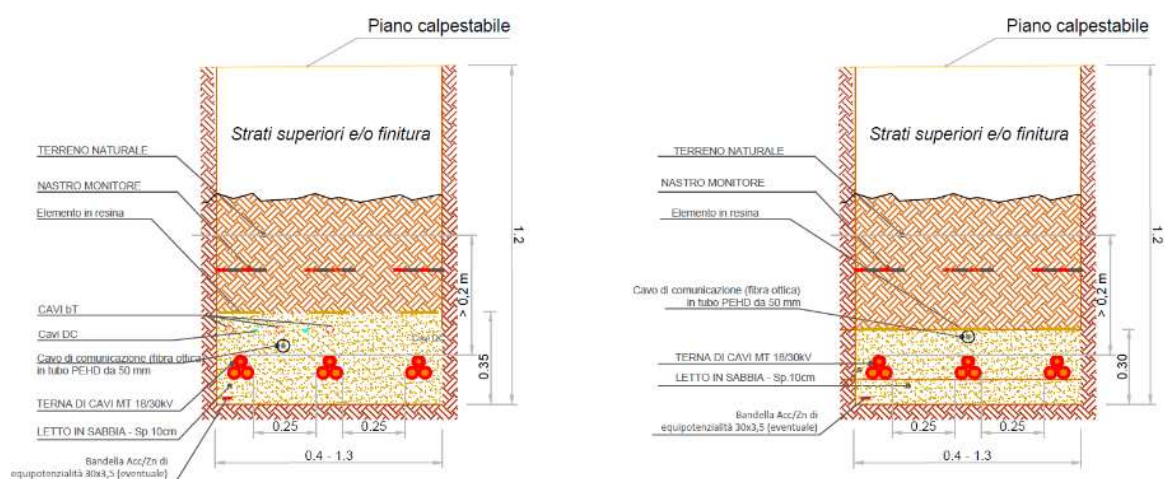 Piano calpestabile
Strati superiori e/o finitura
TERRENO NATURALE
NASTRO MONITORE
Elemento in resina
CAVI bT
Cavi DC
Cavi DC
Cavo di comunicazione (fibra ottica)
in tubo PEHD da 50 mm
TERNA DI CAVI MT 18/30kV
LETTO IN SABBIA - Sp.10cm
Bandella Acc/Zn di
equipotenzialità 30x3,5 (eventuale)
0.25
0.25
0.4 - 1.3
1.2
> 0,2 m
0.35
Piano calpestabile
Strati superiori e/o finitura
TERRENO NATURALE
NASTRO MONITORE
Elemento in resina
Cavo di comunicazione (fibra ottica)
in tubo PEHD da 50 mm
TERNA DI CAVI MT 18/30kV
LETTO IN SABBIA - Sp.10cm
Bandella Acc/Zn di
equipotenzialità 30x3,5 (eventuale)
0.25
0.25
0.4 - 1.3
1.2
> 0,2 m
0.30